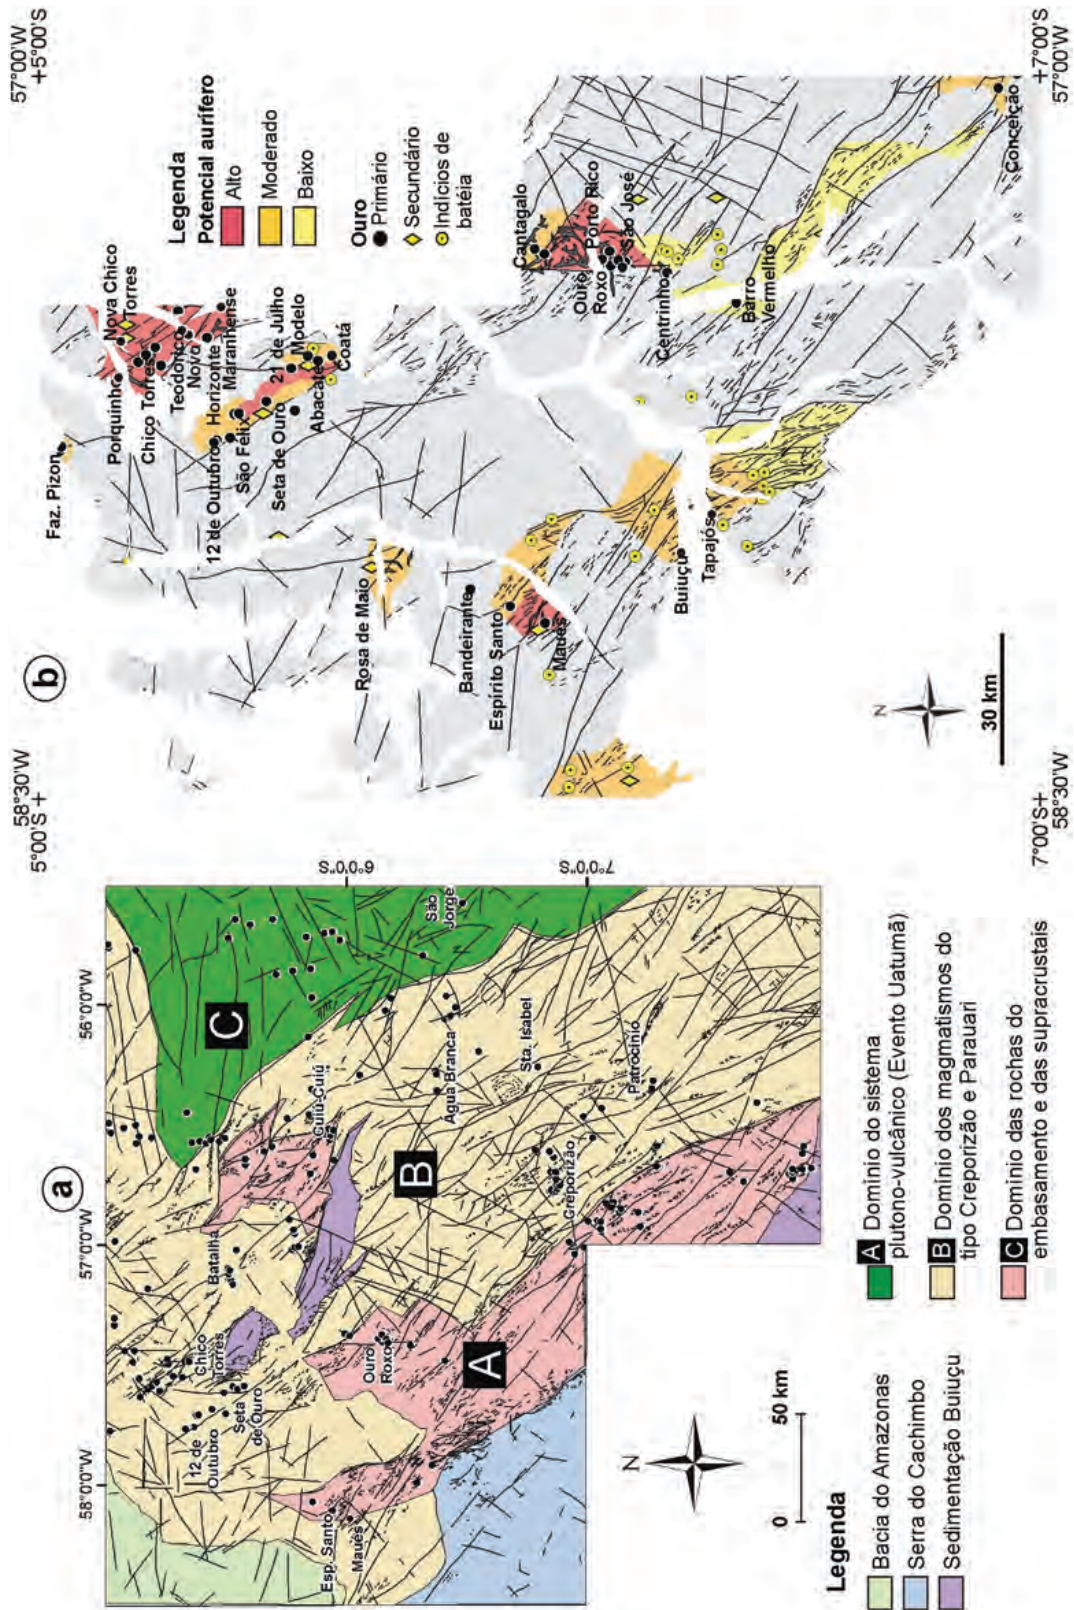 a
58°0'0"W
57°0'0"W
56°0'0"W
6°0'0"S
7°0'0"S
12 de
Outubro
Seta
de Ouro
Chico
Torres
Batalha
Cuiú-Cuiú
C
São
Jorge
Esp. Santo
Maués
Ouro
Roxo
A
B
Água Branca
Sta. Isabel
Creporizão
Patrocínio
N
0
50 km
Legenda
Bacia do Amazonas
Serra do Cachimbo
Sedimentação Buiuçú
A Domínio do sistema
plutono-vulcânico (Evento Uatumã)
B Domínio dos magmatismos do
tipo Creporizão e Parauari
C Domínio das rochas do
embasamento e das supracrustais
b
58°30'W
5°00'S+
57°00'W
+5°00'S
Faz. Pizon
Porquinho
Nova Chico
Torres
Chico Torres
Teodorico
Novo
Horizonte
Maranhense
12 de Outubro
São Félix
21 de Julho
Seta de Ouro
Modelo
Abacate
Coatá
Legenda
Potencial aurífero
Alto
Moderado
Baixo
Ouro
Primário
Secundário
Indícios de
batéia
Rosa de Maio
Bandeirante
Espírito Santo
Maués
Cantagalo
Ouro
Roxo
Porto Rico
São José
Centrinho
Barro
Vermelho
Buiuçú
Tapajós
Conceição
N
30 km
7°00'S+
58°30'W
+7°00'S
57°00'W